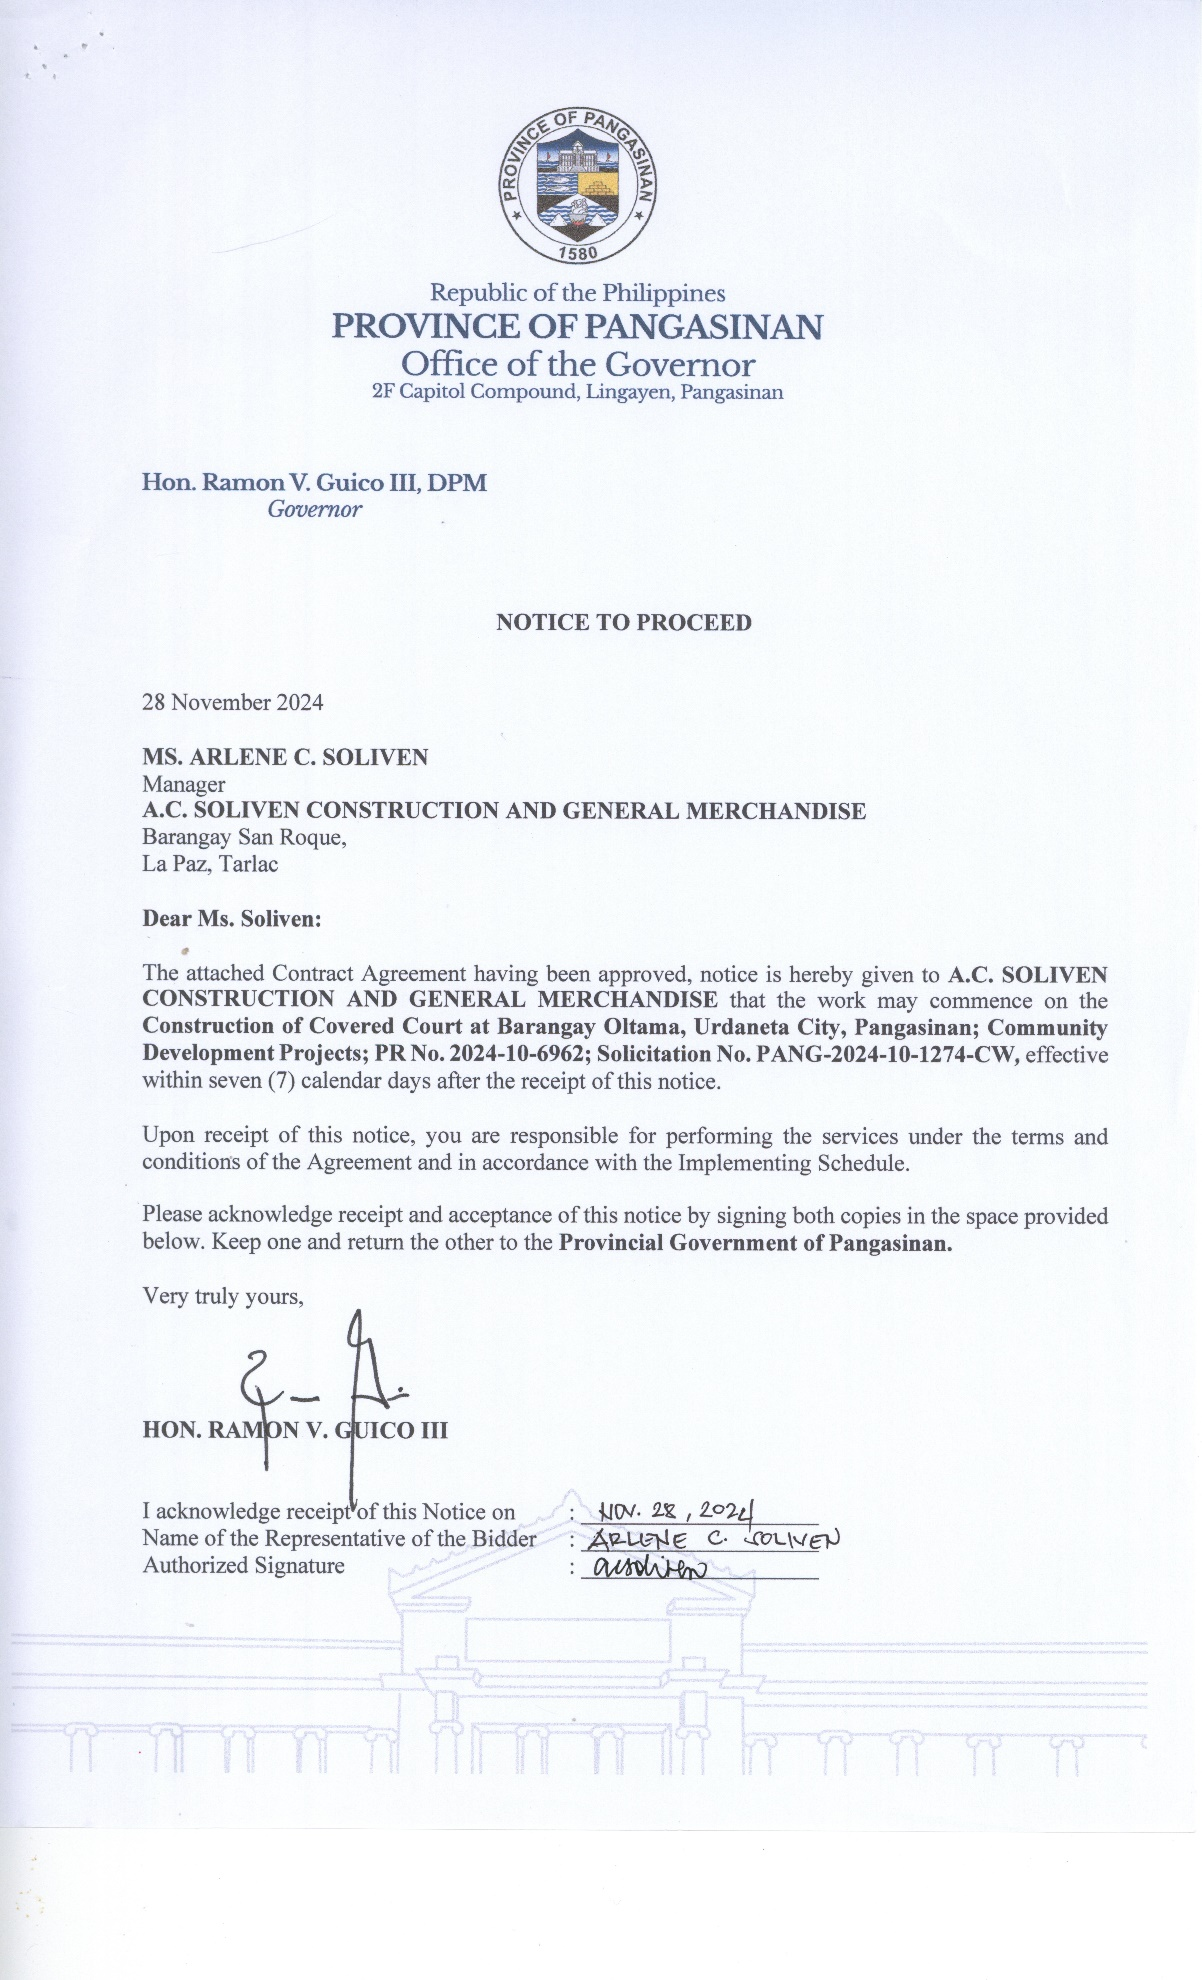 PROVINCE OF PANGASINAN
1580
Republic of the Philippines
PROVINCE OF PANGASINAN
Office of the Governor
2F Capitol Compound, Lingayen, Pangasinan
Hon. Ramon V. Guico III, DPM
Governor
NOTICE TO PROCEED
28 November 2024
MS. ARLENE C. SOLIVEN
Manager
A.C. SOLIVEN CONSTRUCTION AND GENERAL MERCHANDISE
Barangay San Roque,
La Paz, Tarlac
Dear Ms. Soliven:
The attached Contract Agreement having been approved, notice is hereby given to A.C. SOLIVEN
CONSTRUCTION AND GENERAL MERCHANDISE that the work may commence on the
Construction of Covered Court at Barangay Oltama, Urdaneta City, Pangasinan; Community
Development Projects; PR No. 2024-10-6962; Solicitation No. PANG-2024-10-1274-CW, effective
within seven (7) calendar days after the receipt of this notice.
Upon receipt of this notice, you are responsible for performing the services under the terms and
conditions of the Agreement and in accordance with the Implementing Schedule.
Please acknowledge receipt and acceptance of this notice by signing both copies in the space provided
below. Keep one and return the other to the Provincial Government of Pangasinan.
Very truly yours,
HON. RAMON V. GUICO III
I acknowledge receipt of this Notice on : NOV. 28, 2024
Name of the Representative of the Bidder : ARLENE C. SOLIVEN
Authorized Signature : acsoliven